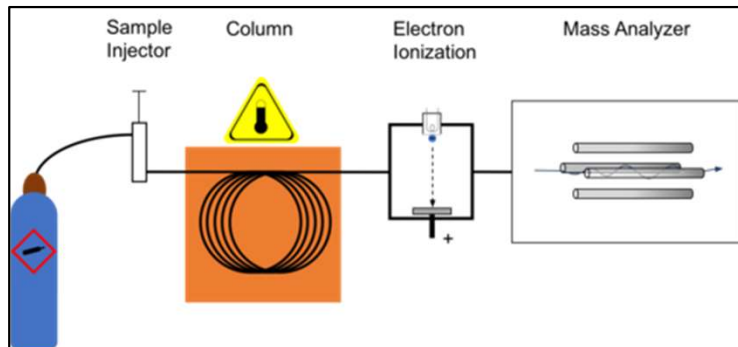 Sample
Injector
Column
Electron
Ionization
Mass Analyzer
+